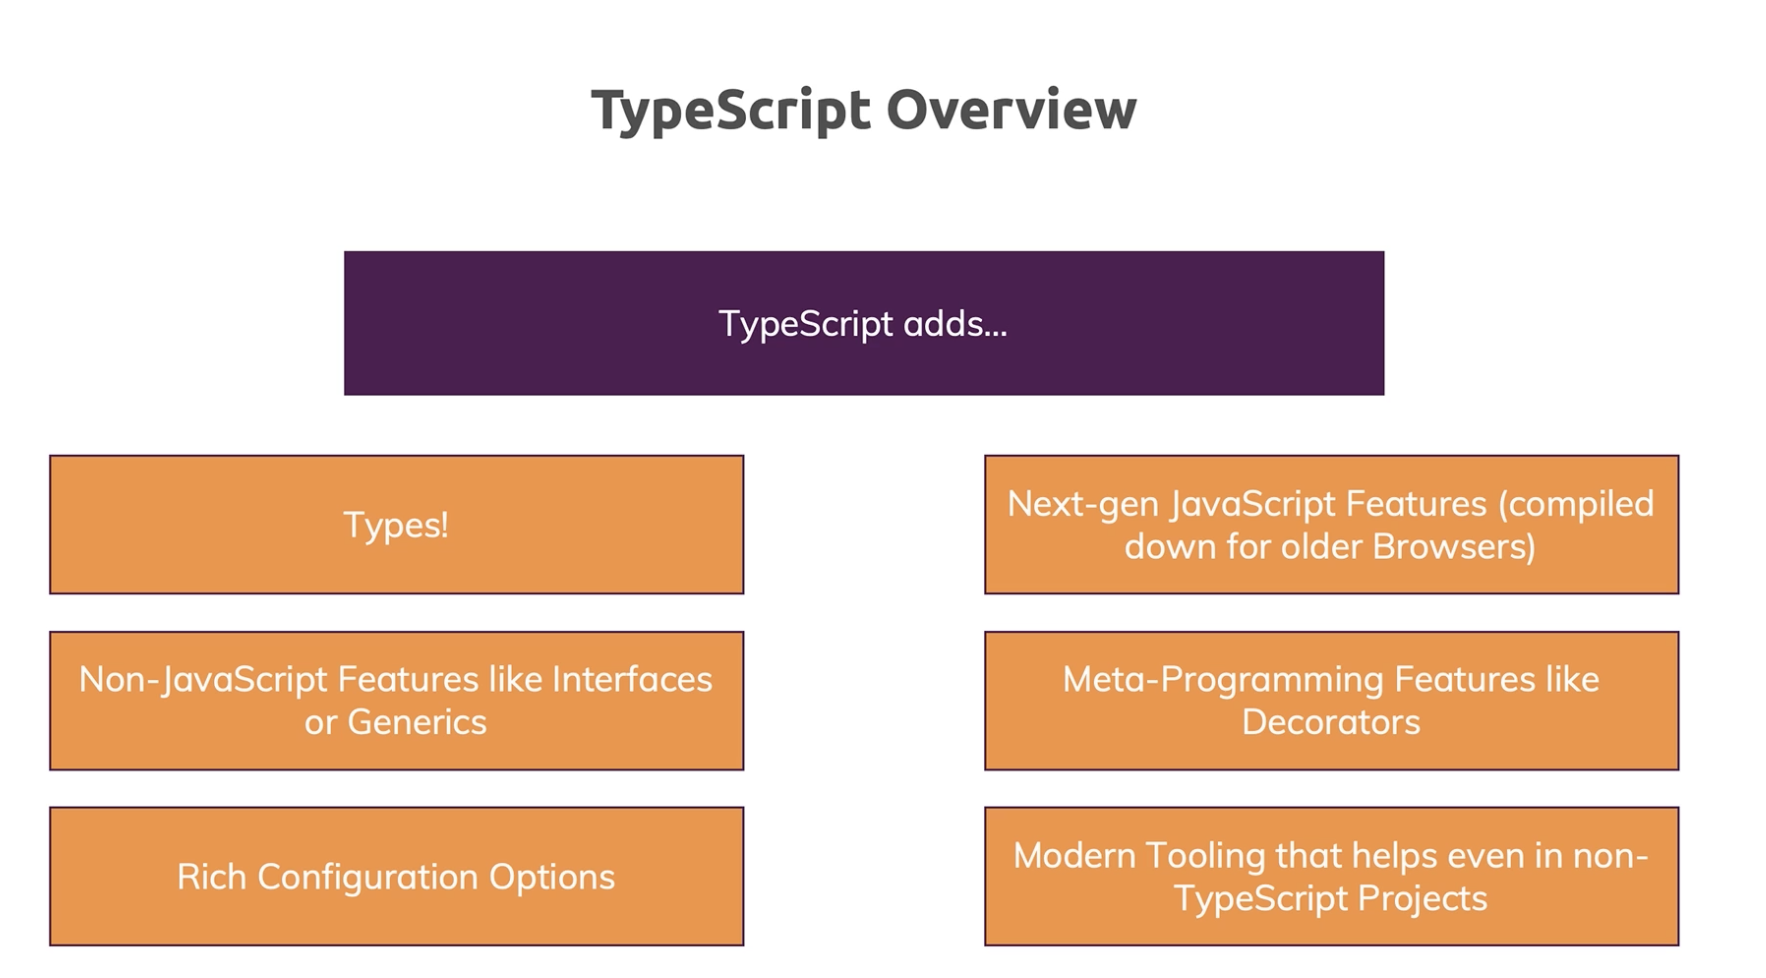 TypeScript Overview
TypeScript adds...
Types!
Next-gen JavaScript Features (compiled
down for older Browsers)
Non-JavaScript Features like Interfaces
or Generics
Meta-Programming Features like
Decorators
Rich Configuration Options
Modern Tooling that helps even in non-
TypeScript Projects